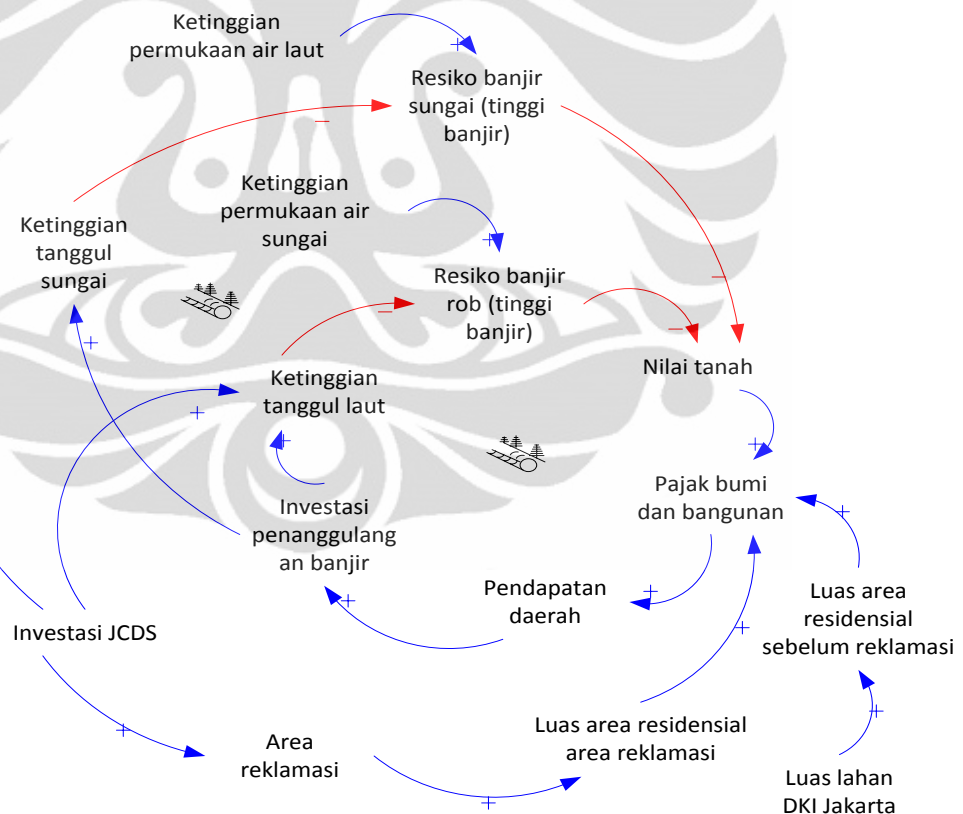 Ketinggian
permukaan air laut
+
Resiko banjir
sungai (tinggi
banjir)
–
Ketinggian
permukaan air
sungai
+
Ketinggian
tanggul
sungai
Resiko banjir
rob (tinggi
banjir)
–
–
–
+
Nilai tanah
Ketinggian
tanggul laut
+
+
+
Pajak bumi
dan bangunan
Investasi
penanggulang
an banjir
+
Pendapatan
daerah
+
+
Luas area
residensial
sebelum reklamasi
Investasi JCDS
+
+
Area
reklamasi
Luas area residensial
area reklamasi
+
+
Luas lahan
DKI Jakarta